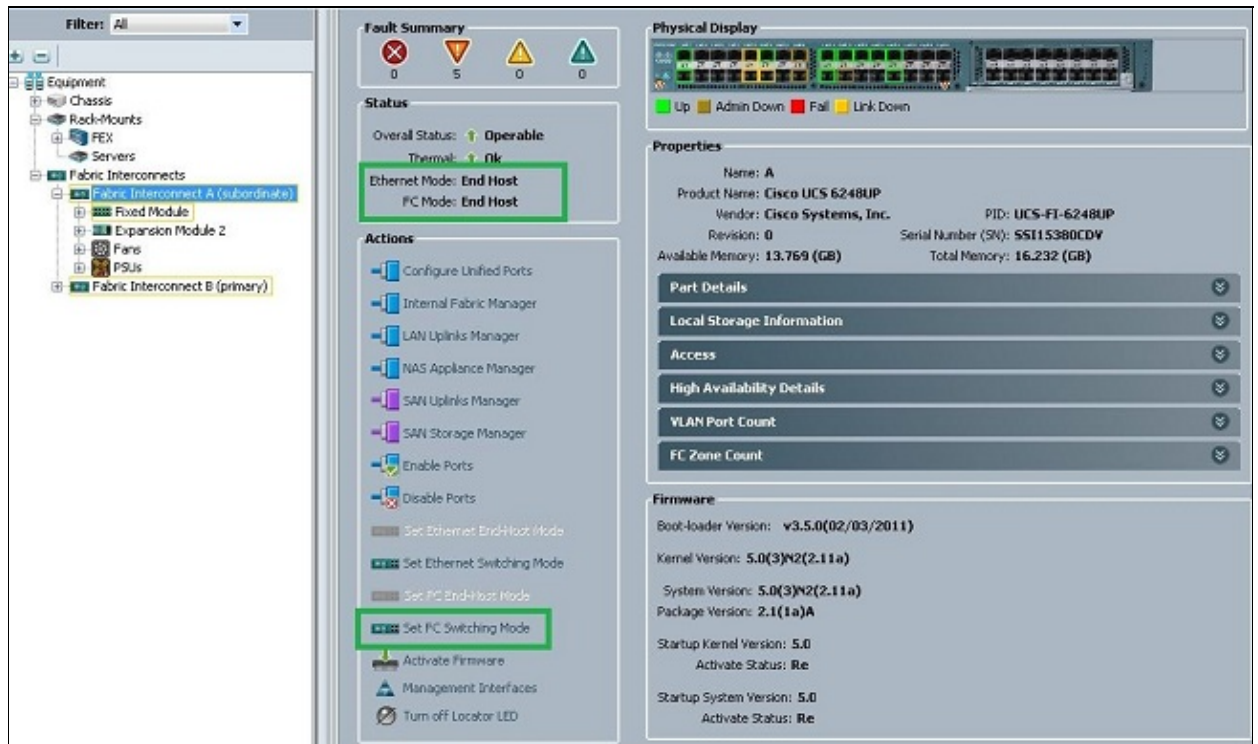 Filter: All
Equipment
Chassis
Rack-Mounts
FEX
Servers
Fabric Interconnects
Fabric Interconnect A (subordinate)
Fixed Module
Expansion Module 2
Fans
PSUs
Fabric Interconnect B (primary)
Fault Summary
0 5 0 0
Status
Overall Status: Operable
Thermal: Ok
Ethernet Mode: End Host
FC Mode: End Host
Actions
Configure Unified Ports
Internal Fabric Manager
LAN Uplinks Manager
NAS Appliance Manager
SAN Uplinks Manager
SAN Storage Manager
Enable Ports
Disable Ports
Set Ethernet End-Host Mode
Set Ethernet Switching Mode
Set FC End-Host Mode
Set FC Switching Mode
Activate Firmware
Management Interfaces
Turn off Locator LED
Physical Display
Up Admin Down Fail Link Down
Properties
Name: A
Product Name: Cisco UCS 6248UP
Vendor: Cisco Systems, Inc. PID: UCS-FI-6248UP
Revision: 0 Serial Number (SN): SSI15380CDV
Available Memory: 13.769 (GB) Total Memory: 16.232 (GB)
Part Details
Local Storage Information
Access
High Availability Details
VLAN Port Count
FC Zone Count
Firmware
Boot-loader Version: v3.5.0(02/03/2011)
Kernel Version: 5.0(3)N2(2.11a)
System Version: 5.0(3)N2(2.11a)
Package Version: 2.1(1a)A
Startup Kernel Version: 5.0
Activate Status: Re
Startup System Version: 5.0
Activate Status: Re